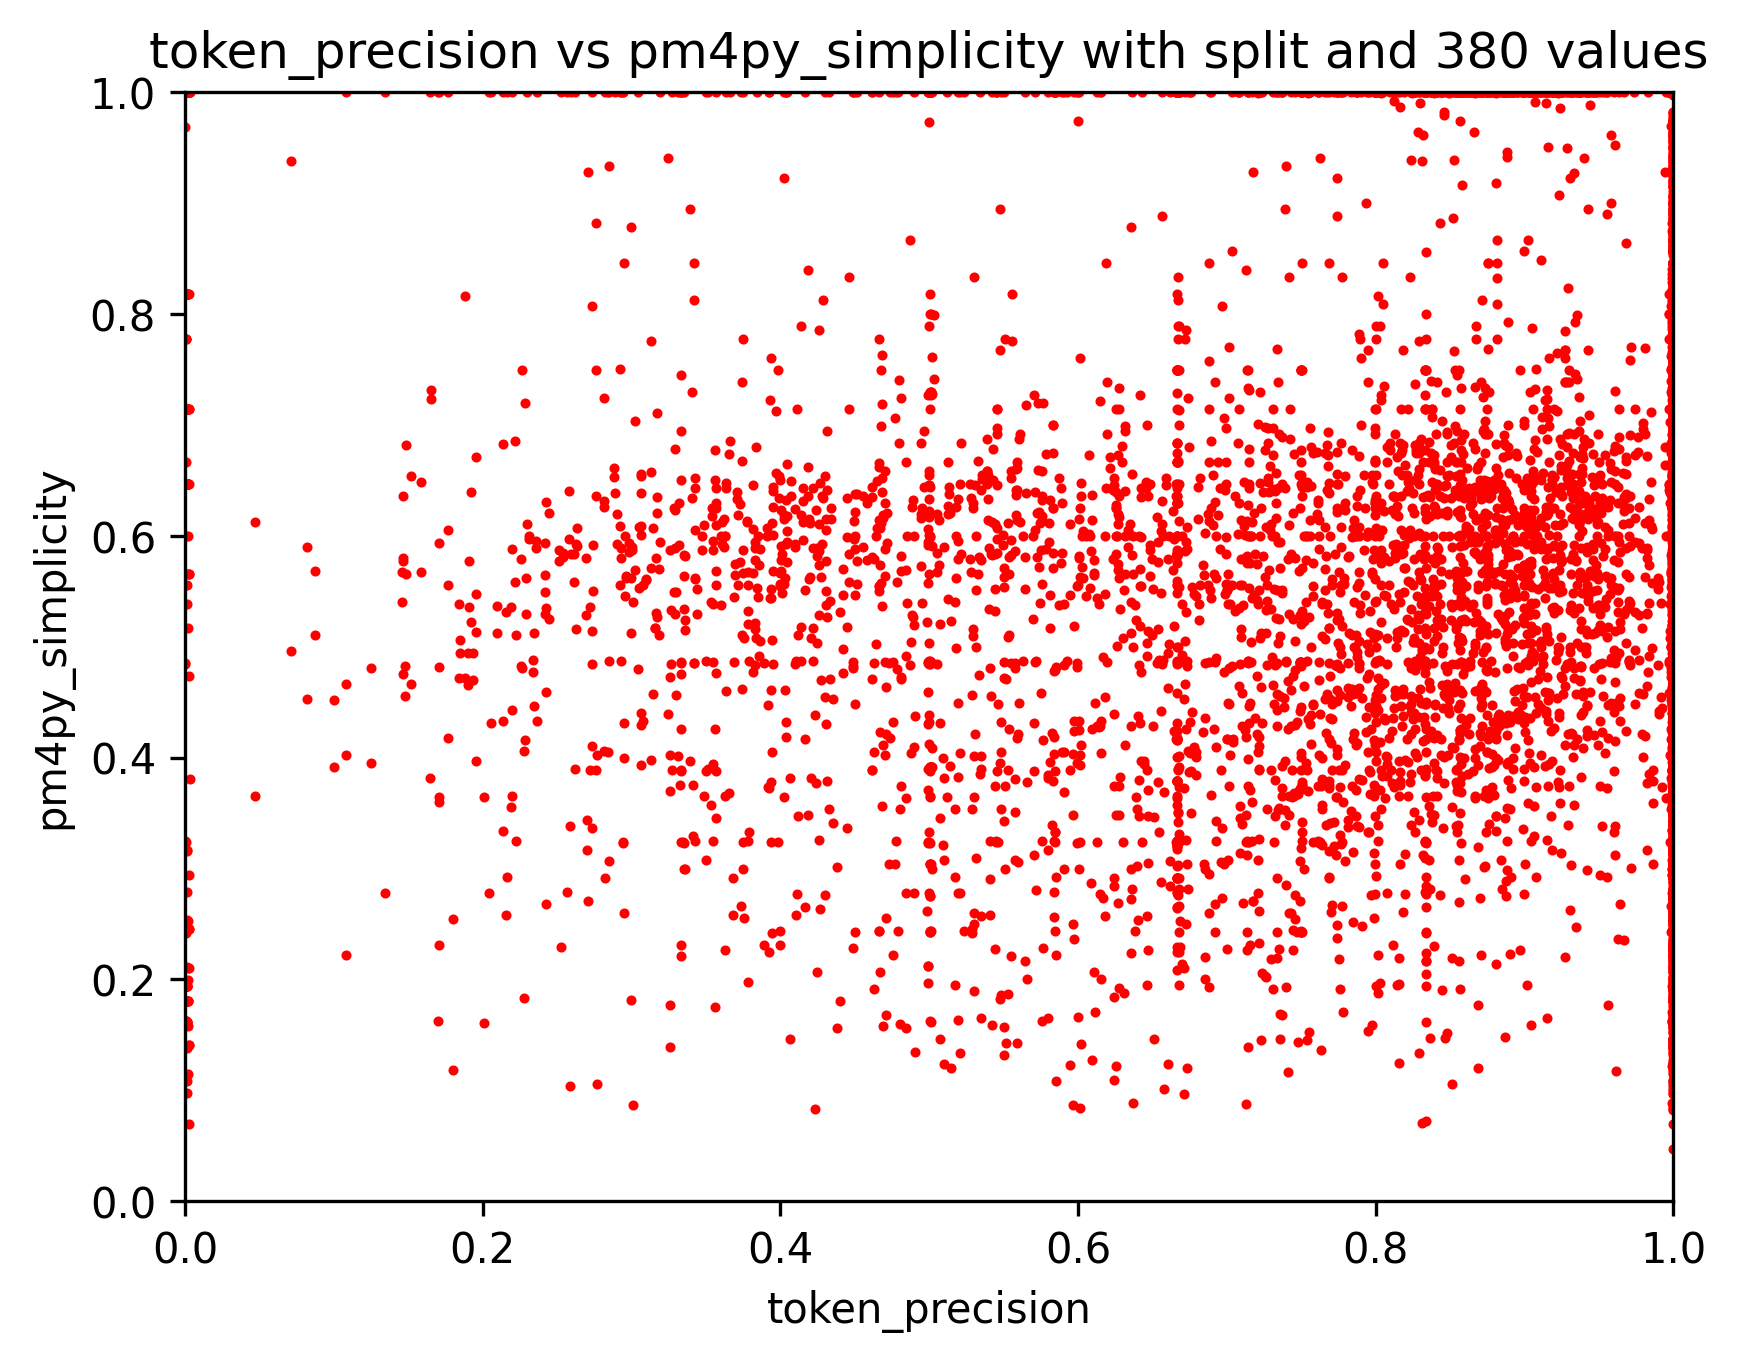 token_precision vs pm4py_simplicity with split and 380 values
1.0
0.8
0.6
0.4
0.2
0.0
pm4py_simplicity
0.0 0.2 0.4 0.6 0.8 1.0
token_precision